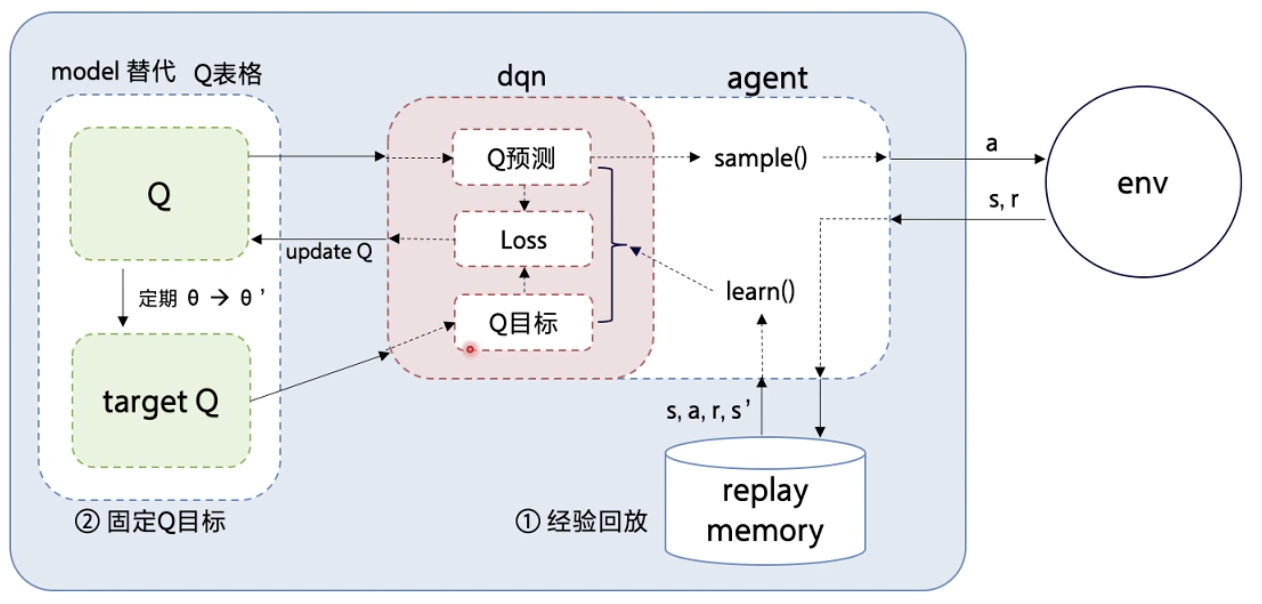 model 替代 Q表格
dqn
agent
Q
Q预测
sample()
a
env
s, r
Loss
update Q
定期 θ → θ ’
learn()
Q目标
target Q
s, a, r, s’
replay
memory
② 固定Q目标
① 经验回放